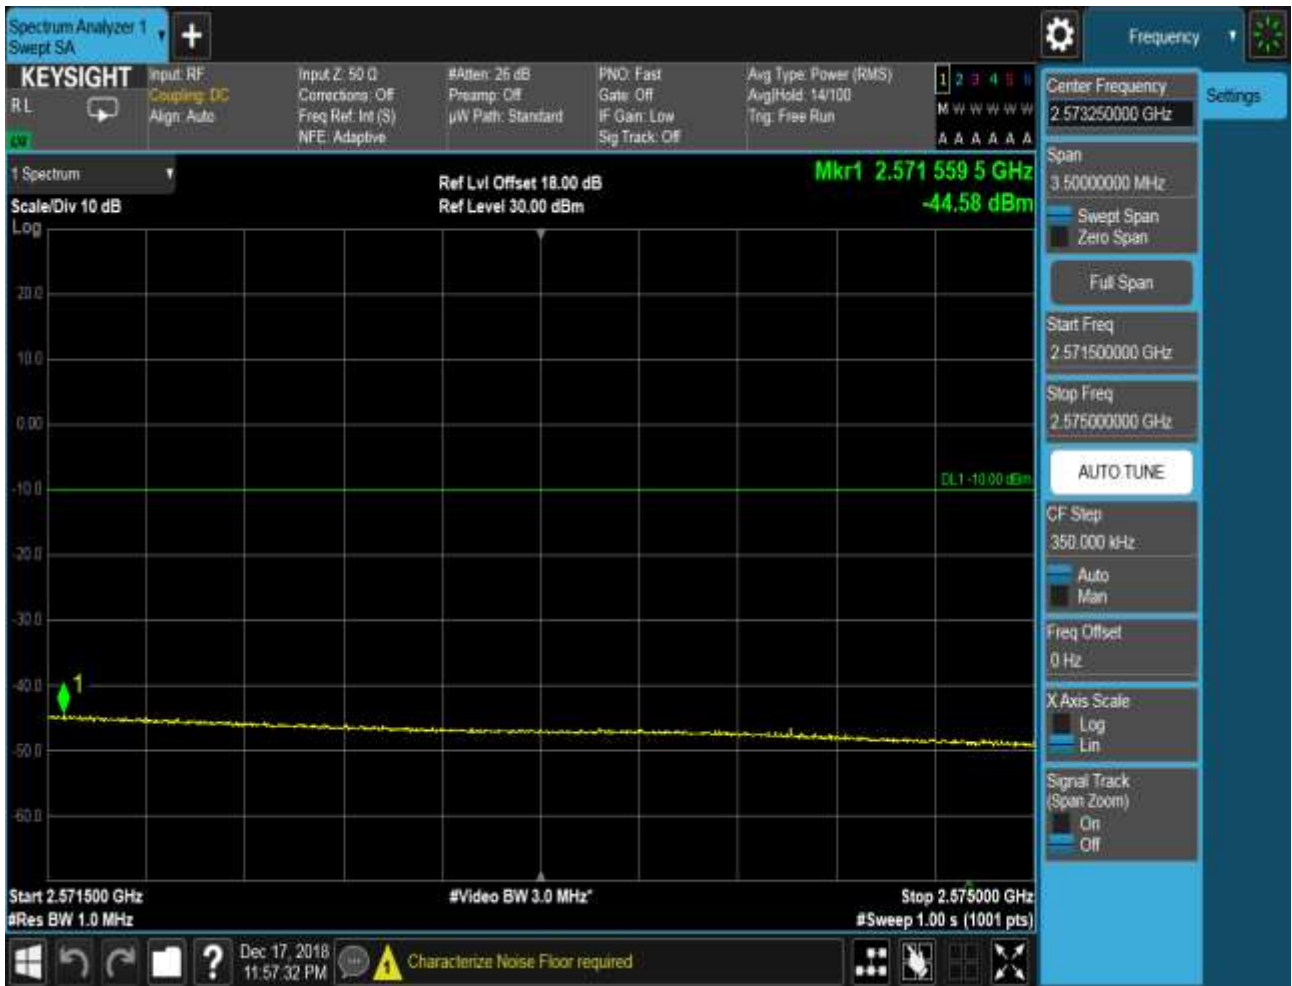 Spectrum Analyzer 1
Swept SA
Frequency
KEYSIGHT
R L
Input: RF
Coupling: DC
Align: Auto
Input Z: 50 Ω
Corrections: Off
Freq Ref: Int (S)
NFE: Adaptive
#Atten: 26 dB
Preamp: Off
µW Path: Standard
PNO: Fast
Gate: Off
IF Gain: Low
Sig Track: Off
Avg Type: Power (RMS)
Avg|Hold: 14/100
Trig: Free Run
1 2 3 4 5 6
M W W W W W
A A A A A A
1 Spectrum
Scale/Div 10 dB
Log
Ref Lvl Offset 18.00 dB
Ref Level 30.00 dBm
Mkr1 2.571 559 5 GHz
-44.58 dBm
20.0
10.0
0.00
-10.0
-20.0
-30.0
-40.0
-50.0
-60.0
DL1 -10.00 dBm
1
Start 2.571500 GHz
#Res BW 1.0 MHz
#Video BW 3.0 MHz*
Stop 2.575000 GHz
#Sweep 1.00 s (1001 pts)
Center Frequency
2.573250000 GHz
Settings
Span
3.50000000 MHz
Swept Span
Zero Span
Full Span
Start Freq
2.571500000 GHz
Stop Freq
2.575000000 GHz
AUTO TUNE
CF Step
350.000 kHz
Auto
Man
Freq Offset
0 Hz
X Axis Scale
Log
Lin
Signal Track
(Span Zoom)
On
Off
?
Dec 17, 2018
11:57:32 PM
1
Characterize Noise Floor required